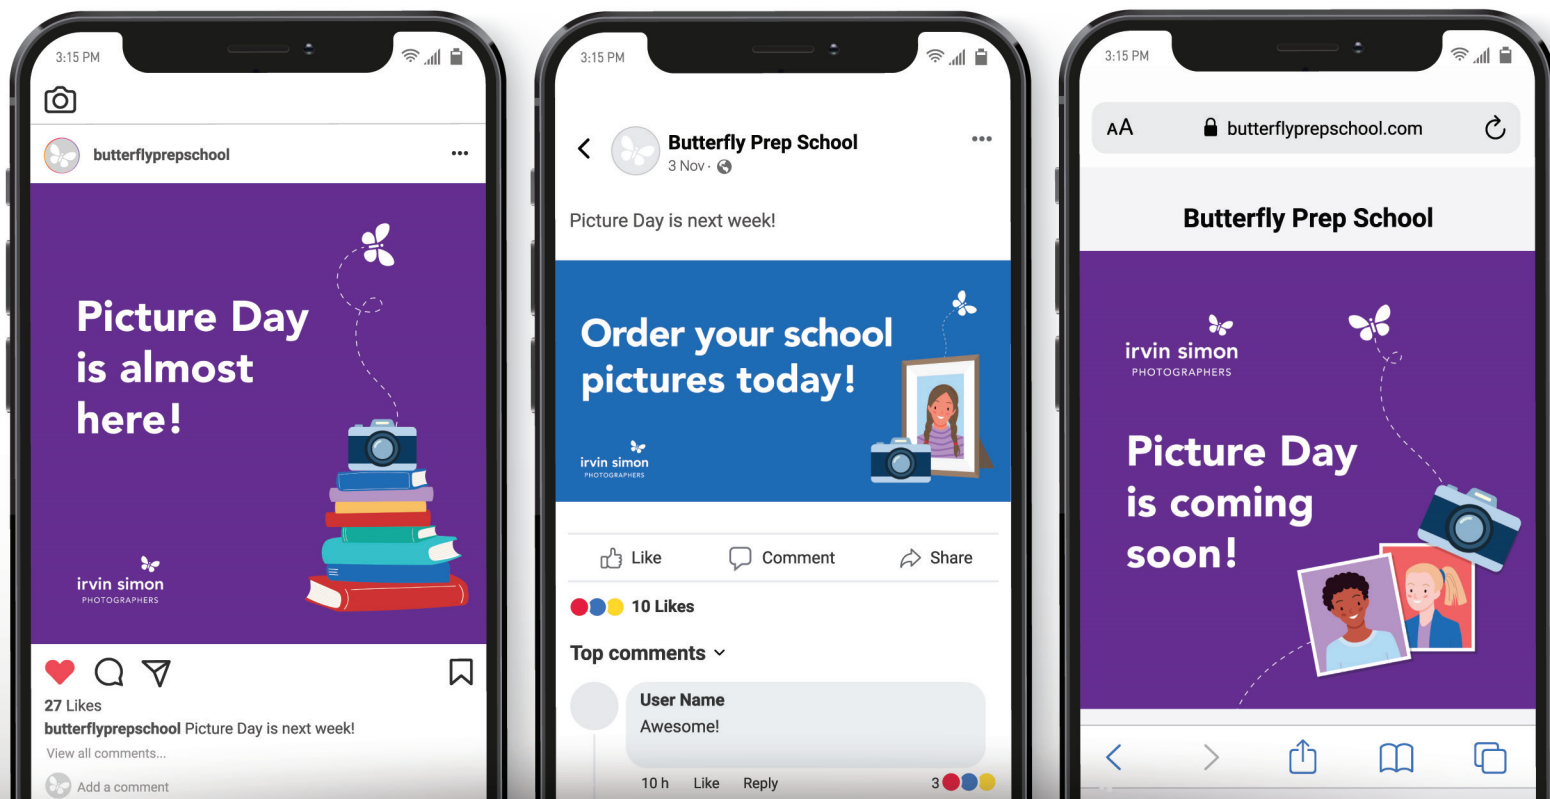 3:15 PM
butterflyprepschool
Picture Day
is almost
here!
irvin simon
PHOTOGRAPHERS
27 Likes
butterflyprepschool Picture Day is next week!
View all comments...
Add a comment
3:15 PM
Butterfly Prep School
3 Nov ·
Picture Day is next week!
Order your school
pictures today!
irvin simon
PHOTOGRAPHERS
Like
Comment
Share
10 Likes
Top comments
User Name
Awesome!
10 h Like Reply
3
3:15 PM
AA
butterflyprepschool.com
Butterfly Prep School
irvin simon
PHOTOGRAPHERS
Picture Day
is coming
soon!